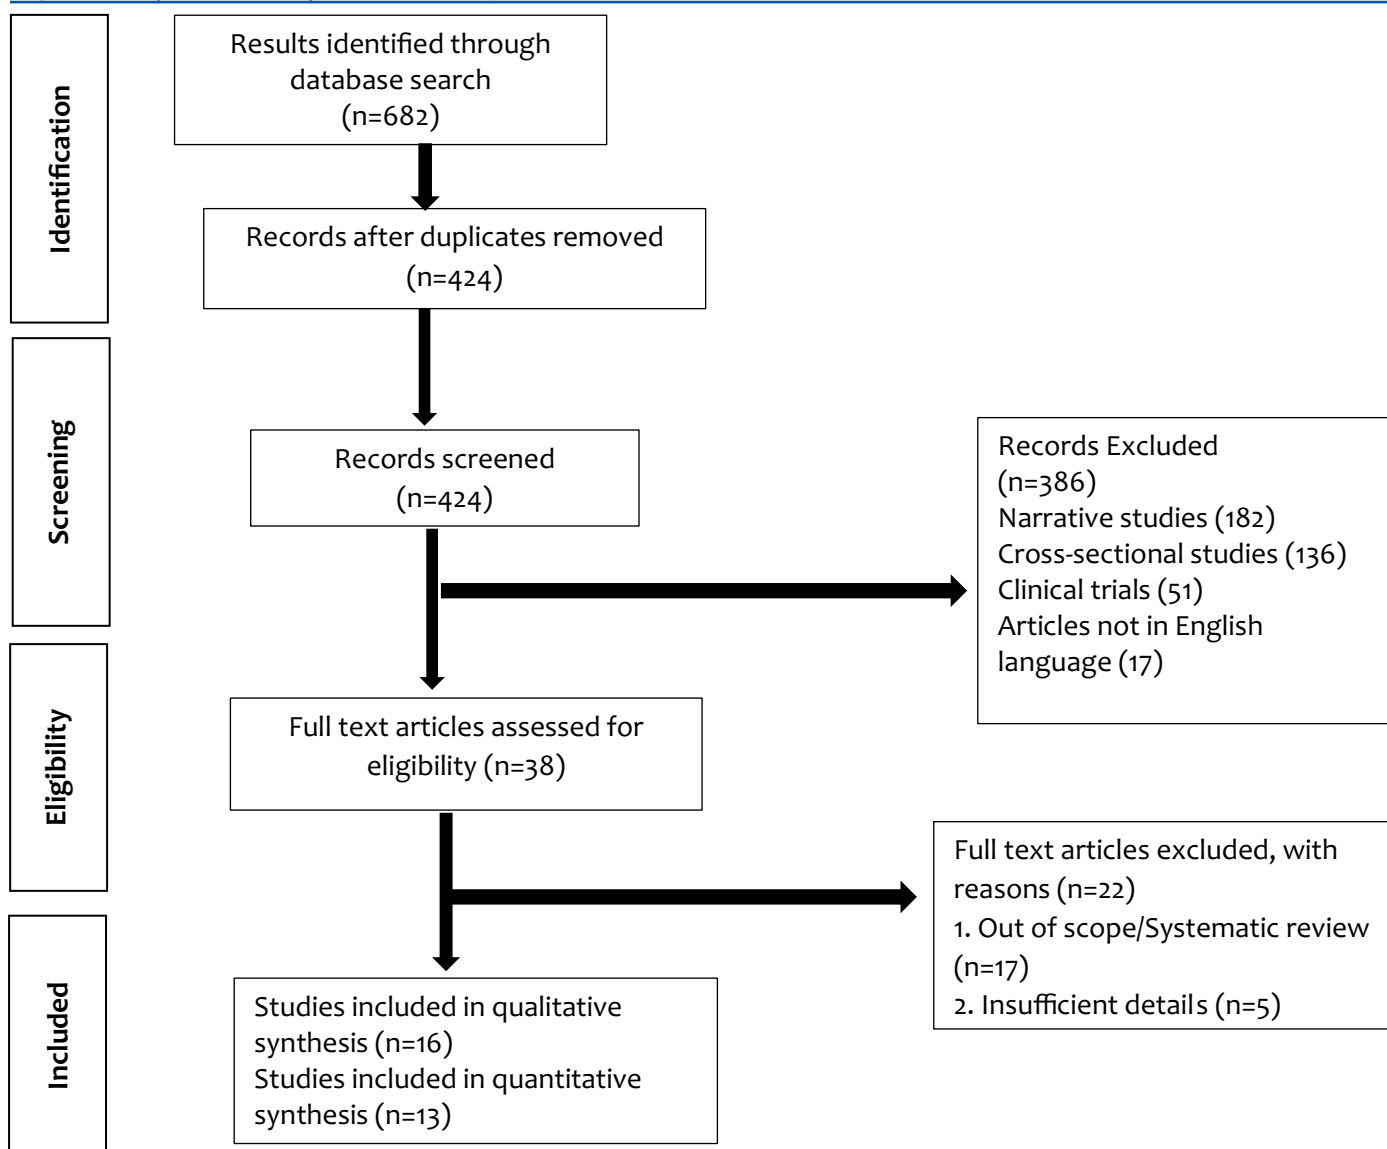 Identification
Results identified through
database search
(n=682)
Records after duplicates removed
(n=424)
Screening
Records screened
(n=424)
Records Excluded
(n=386)
Narrative studies (182)
Cross-sectional studies (136)
Clinical trials (51)
Articles not in English
language (17)
Eligibility
Full text articles assessed for
eligibility (n=38)
Full text articles excluded, with
reasons (n=22)
1. Out of scope/Systematic review
(n=17)
2. Insufficient details (n=5)
Included
Studies included in qualitative
synthesis (n=16)
Studies included in quantitative
synthesis (n=13)